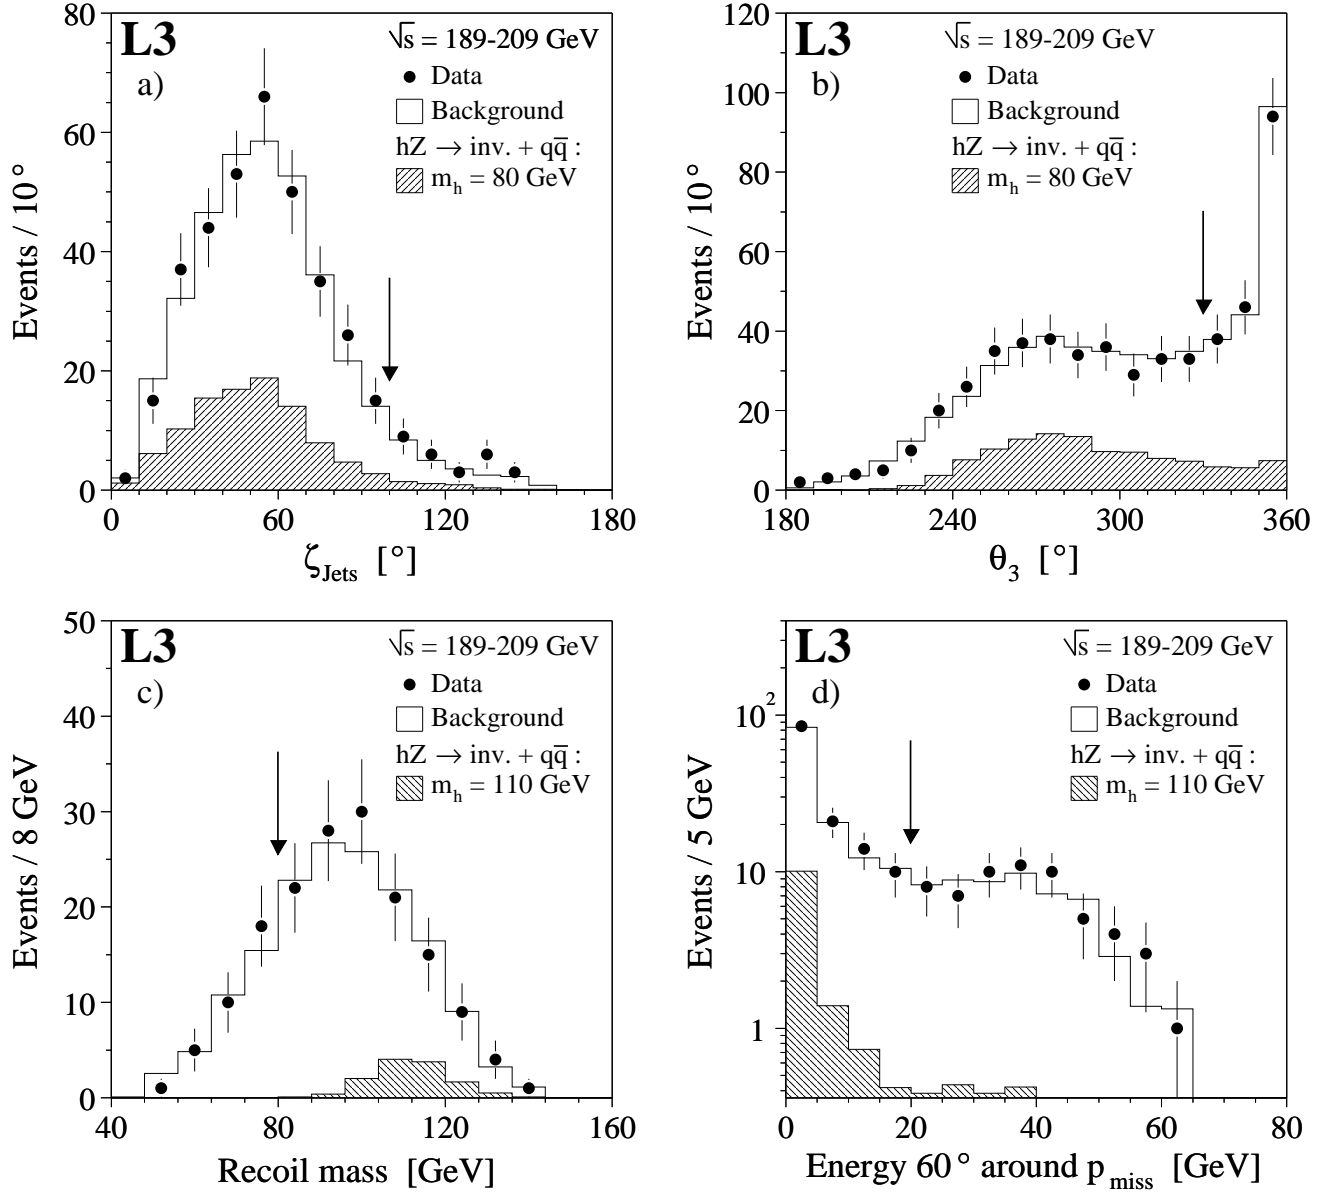 L3
a)
√s = 189-209 GeV
Data
Background
hZ → inv. + qq̅ :
m_h = 80 GeV
Events / 10°
80
60
40
20
0
0 60 120 180
ζ_Jets [°]
L3
b)
√s = 189-209 GeV
Data
Background
hZ → inv. + qq̅ :
m_h = 80 GeV
Events / 10°
120
100
80
60
40
20
0
180 240 300 360
θ_3 [°]
L3
c)
√s = 189-209 GeV
Data
Background
hZ → inv. + qq̅ :
m_h = 110 GeV
Events / 8 GeV
50
40
30
20
10
0
40 80 120 160
Recoil mass [GeV]
L3
d)
√s = 189-209 GeV
Data
Background
hZ → inv. + qq̅ :
m_h = 110 GeV
Events / 5 GeV
10²
10
1
0 20 40 60 80
Energy 60° around p_miss [GeV]